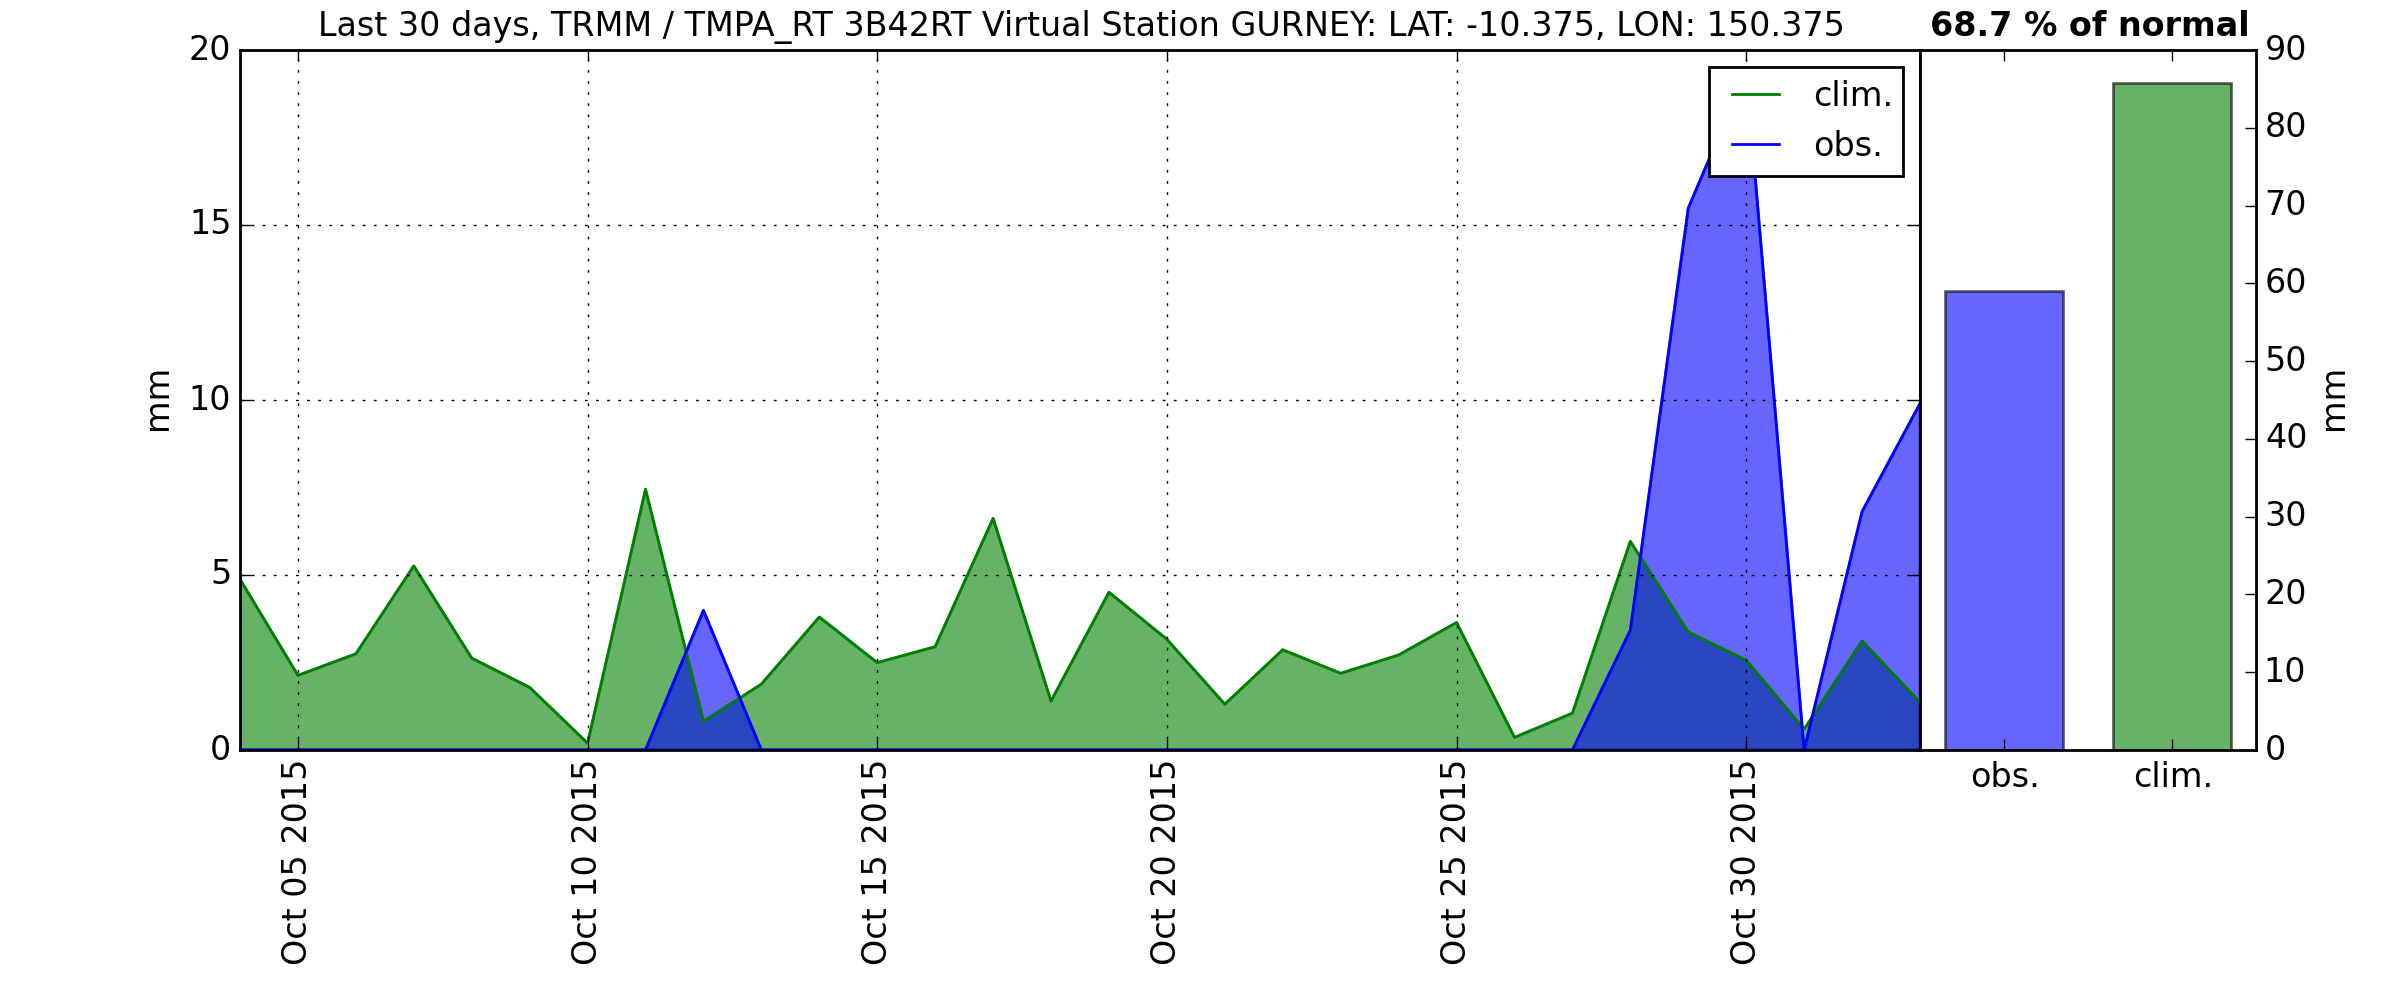 Last 30 days, TRMM / TMPA_RT 3B42RT Virtual Station GURNEY: LAT: -10.375, LON: 150.375
68.7 % of normal
20
15
10
5
0
mm
clim.
obs.
Oct 05 2015
Oct 10 2015
Oct 15 2015
Oct 20 2015
Oct 25 2015
Oct 30 2015
90
80
70
60
50
40
30
20
10
0
mm
obs.
clim.